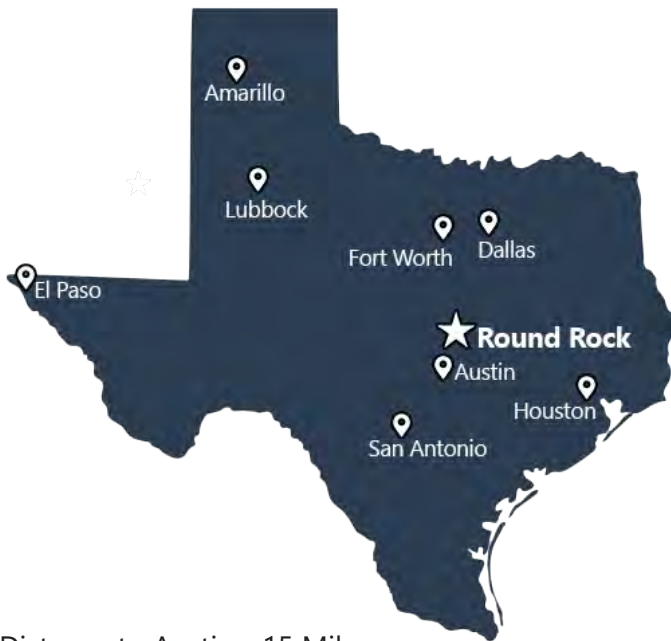 Amarillo
Lubbock
Fort Worth
Dallas
El Paso
Round Rock
Austin
Houston
San Antonio